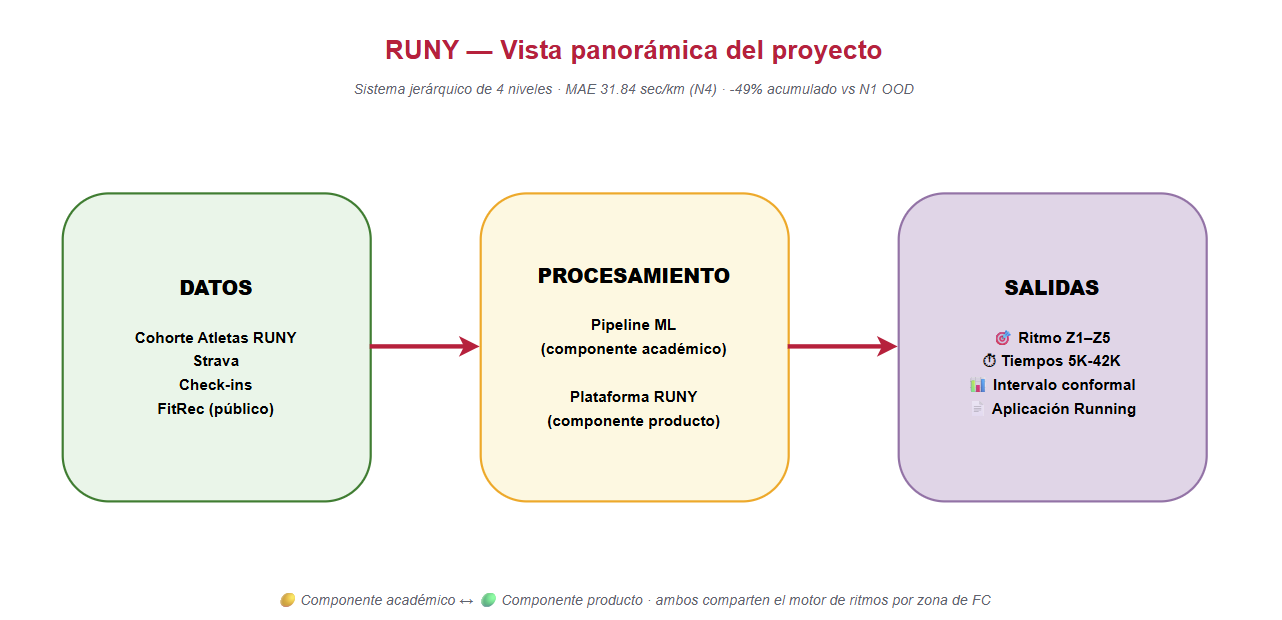 RUNY — Vista panorámica del proyecto
Sistema jerárquico de 4 niveles · MAE 31.84 sec/km (N4) · -49% acumulado vs N1 OOD
DATOS
Cohorte Atletas RUNY
Strava
Check-ins
FitRec (público)
PROCESAMIENTO
Pipeline ML
(componente académico)
Plataforma RUNY
(componente producto)
SALIDAS
🎯 Ritmo Z1–Z5
⏱ Tiempos 5K-42K
📊 Intervalo conformal
📄 Aplicación Running
🟡 Componente académico ↔ 🟢 Componente producto · ambos comparten el motor de ritmos por zona de FC